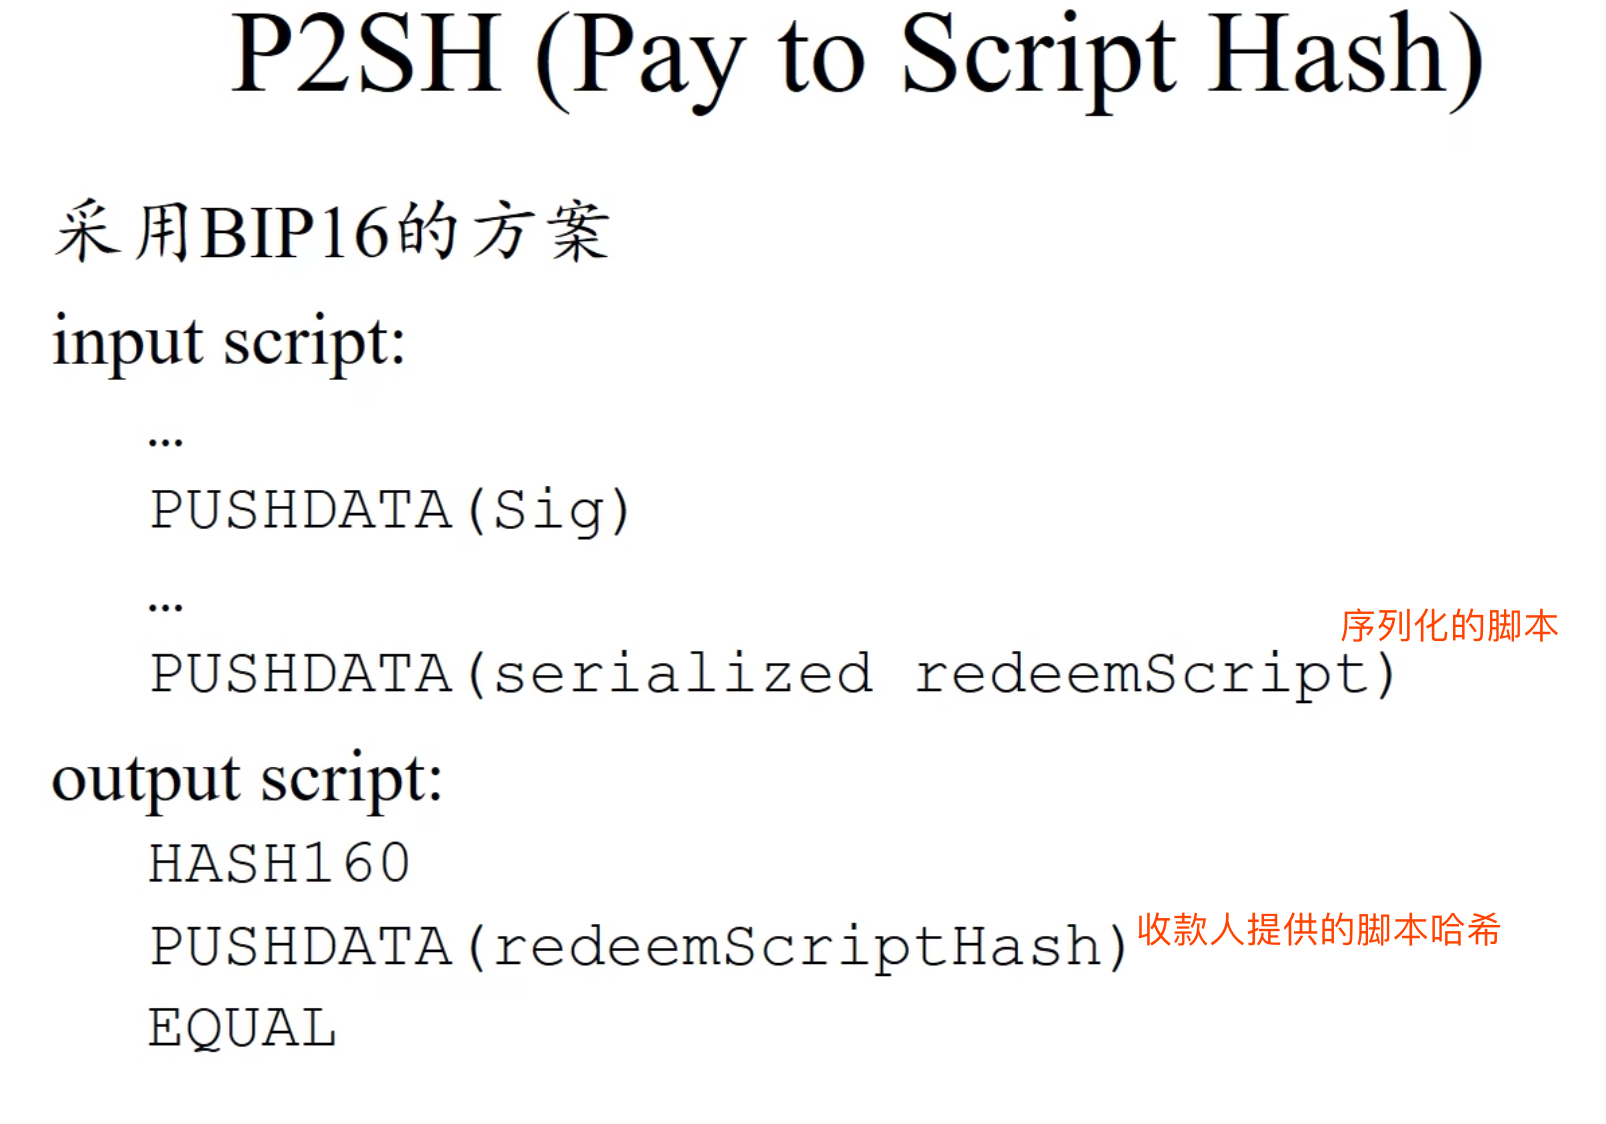 P2SH (Pay to Script Hash)
采用BIP16的方案
input script:
…
PUSHDATA(Sig)
…
序列化的脚本
PUSHDATA(serialized redeemScript)
output script:
HASH160
PUSHDATA(redeemScriptHash) 收款人提供的脚本哈希
EQUAL